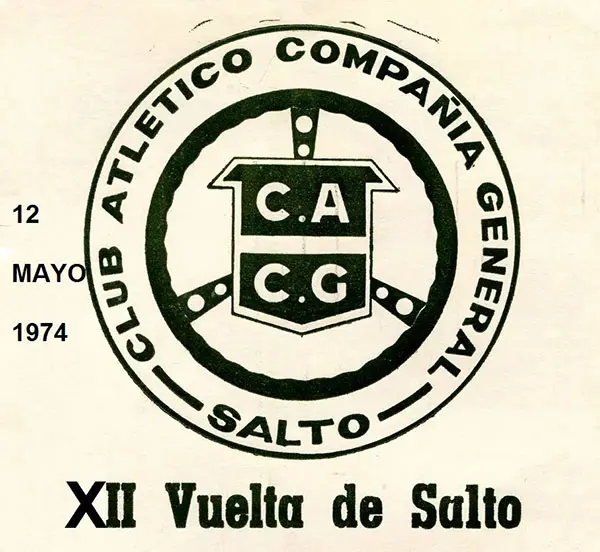 CLUB ATLETICO COMPAÑIA GENERAL
SALTO
C.A
C.G
12
MAYO
1974
XII Vuelta de Salto